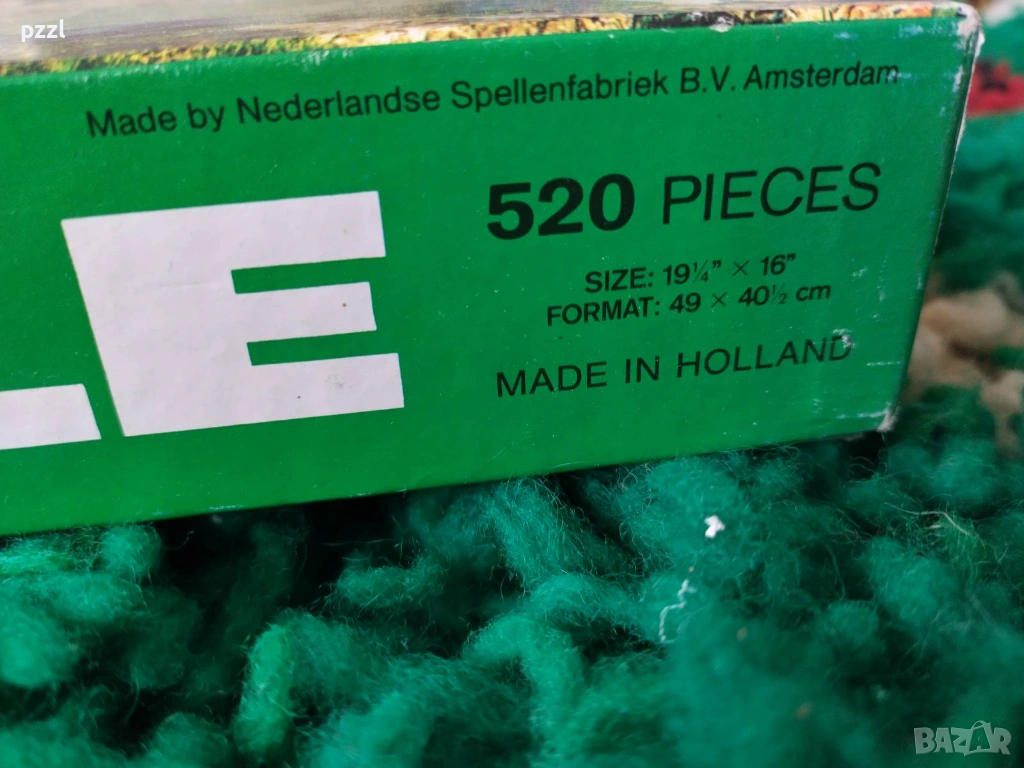 pzzl
Made by Nederlandse Spellenfabriek B.V. Amsterdam
LE
520 PIECES
SIZE: 19¼” × 16”
FORMAT: 49 × 40½ cm
MADE IN HOLLAND
BAZAR